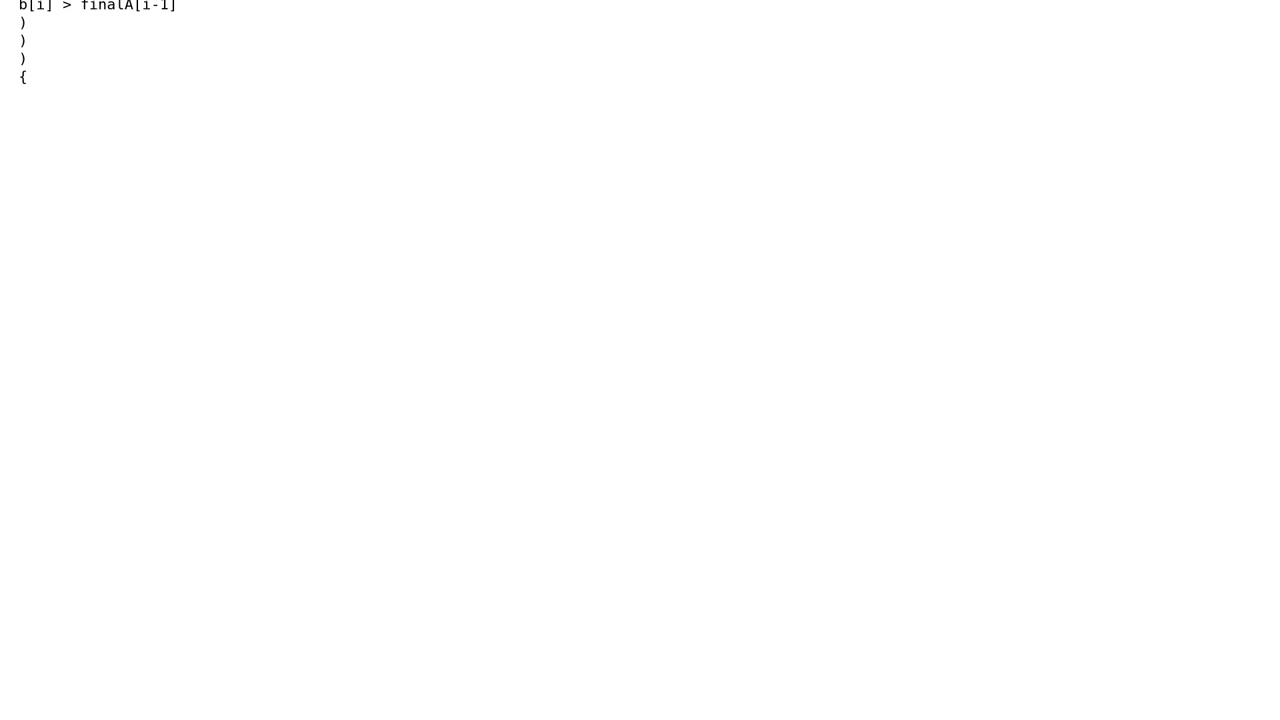 b[i] > finalA[i-1]
)
)
)
{